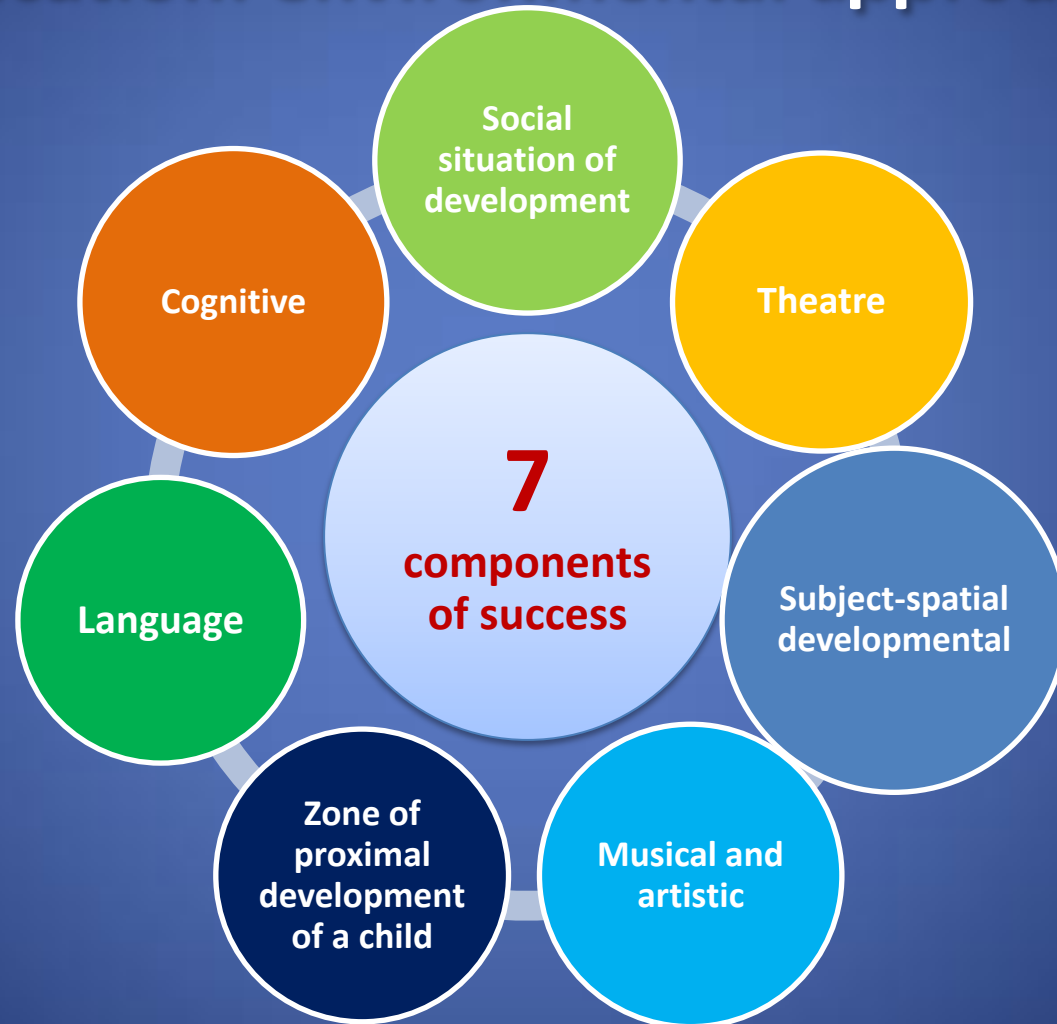 Social
situation of
development
Theatre
Subject-spatial
developmental
Musical and
artistic
Zone of
proximal
development
of a child
Language
Cognitive
7
components
of success